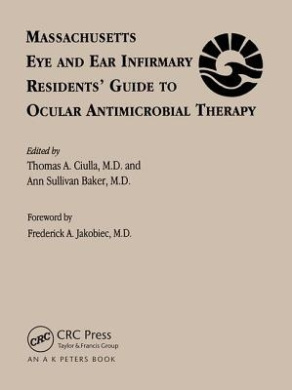 MASSACHUSETTS
EYE AND EAR INFIRMARY
RESIDENTS' GUIDE TO
OCULAR ANTIMICROBIAL THERAPY
Edited by
Thomas A. Ciulla, M.D. and
Ann Sullivan Baker, M.D.
Foreword by
Frederick A. Jakobiec, M.D.
CRC
CRC Press
Taylor & Francis Group
AN A K PETERS BOOK